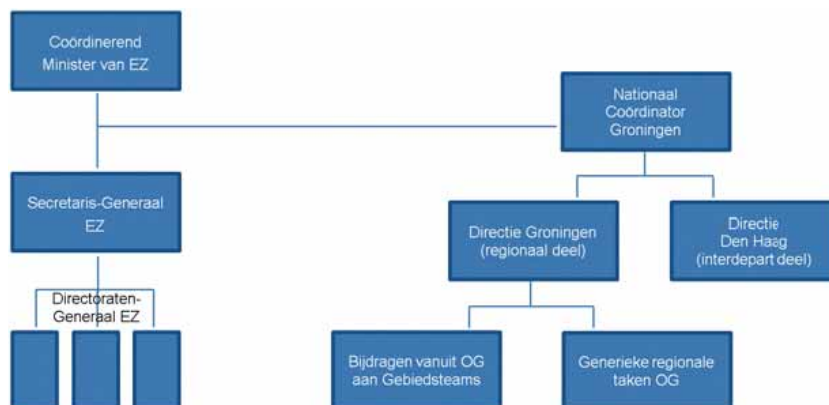 Coördinerend
Minister van EZ
Nationaal
Coördinator
Groningen
Secretaris-Generaal
EZ
Directie Groningen
(regionaal deel)
Directie
Den Haag
(interdepart deel)
Directoraten-
Generaal EZ
Bijdragen vanuit OG
aan Gebiedsteams
Generieke regionale
taken OG